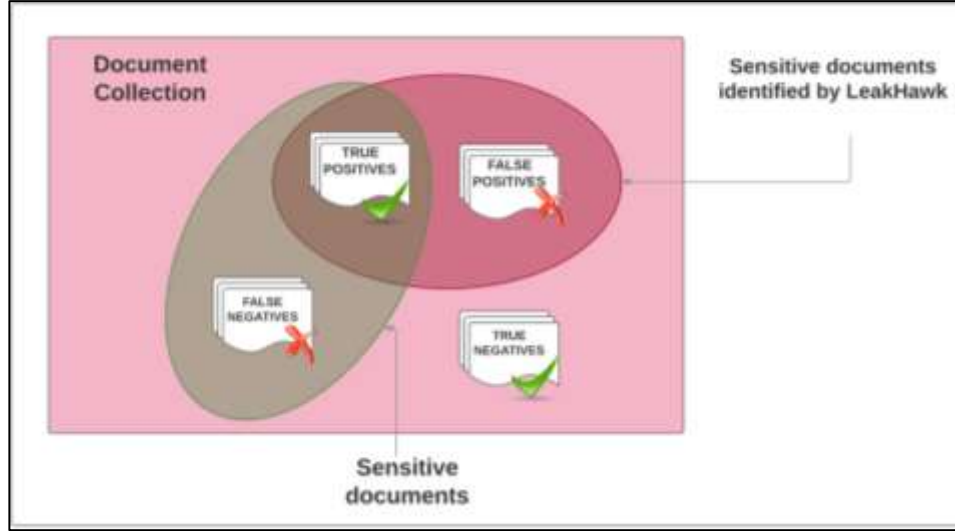 Document
Collection
Sensitive documents
identified by LeakHawk
TRUE
POSITIVES
FALSE
POSITIVES
FALSE
NEGATIVES
TRUE
NEGATIVES
Sensitive
documents